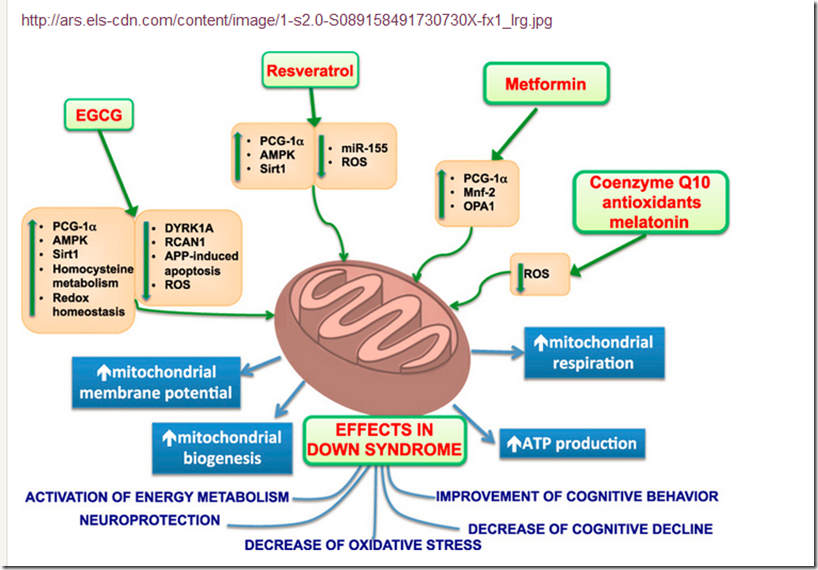 http://ars.els-cdn.com/content/image/1-s2.0-S089158491730730X-fx1_lrg.jpg
Resveratrol
Metformin
EGCG
• PCG-1α
• AMPK
• Sirt1
• miR-155
• ROS
• PCG-1α
• Mnf-2
• OPA1
Coenzyme Q10
antioxidants
melatonin
• PCG-1α
• AMPK
• Sirt1
• Homocysteine
metabolism
• Redox
homeostasis
• DYRK1A
• RCAN1
• APP-induced
apoptosis
• ROS
ROS
mitochondrial
respiration
mitochondrial
membrane potential
mitochondrial
biogenesis
EFFECTS IN
DOWN SYNDROME
ATP production
ACTIVATION OF ENERGY METABOLISM
IMPROVEMENT OF COGNITIVE BEHAVIOR
NEUROPROTECTION
DECREASE OF COGNITIVE DECLINE
DECREASE OF OXIDATIVE STRESS